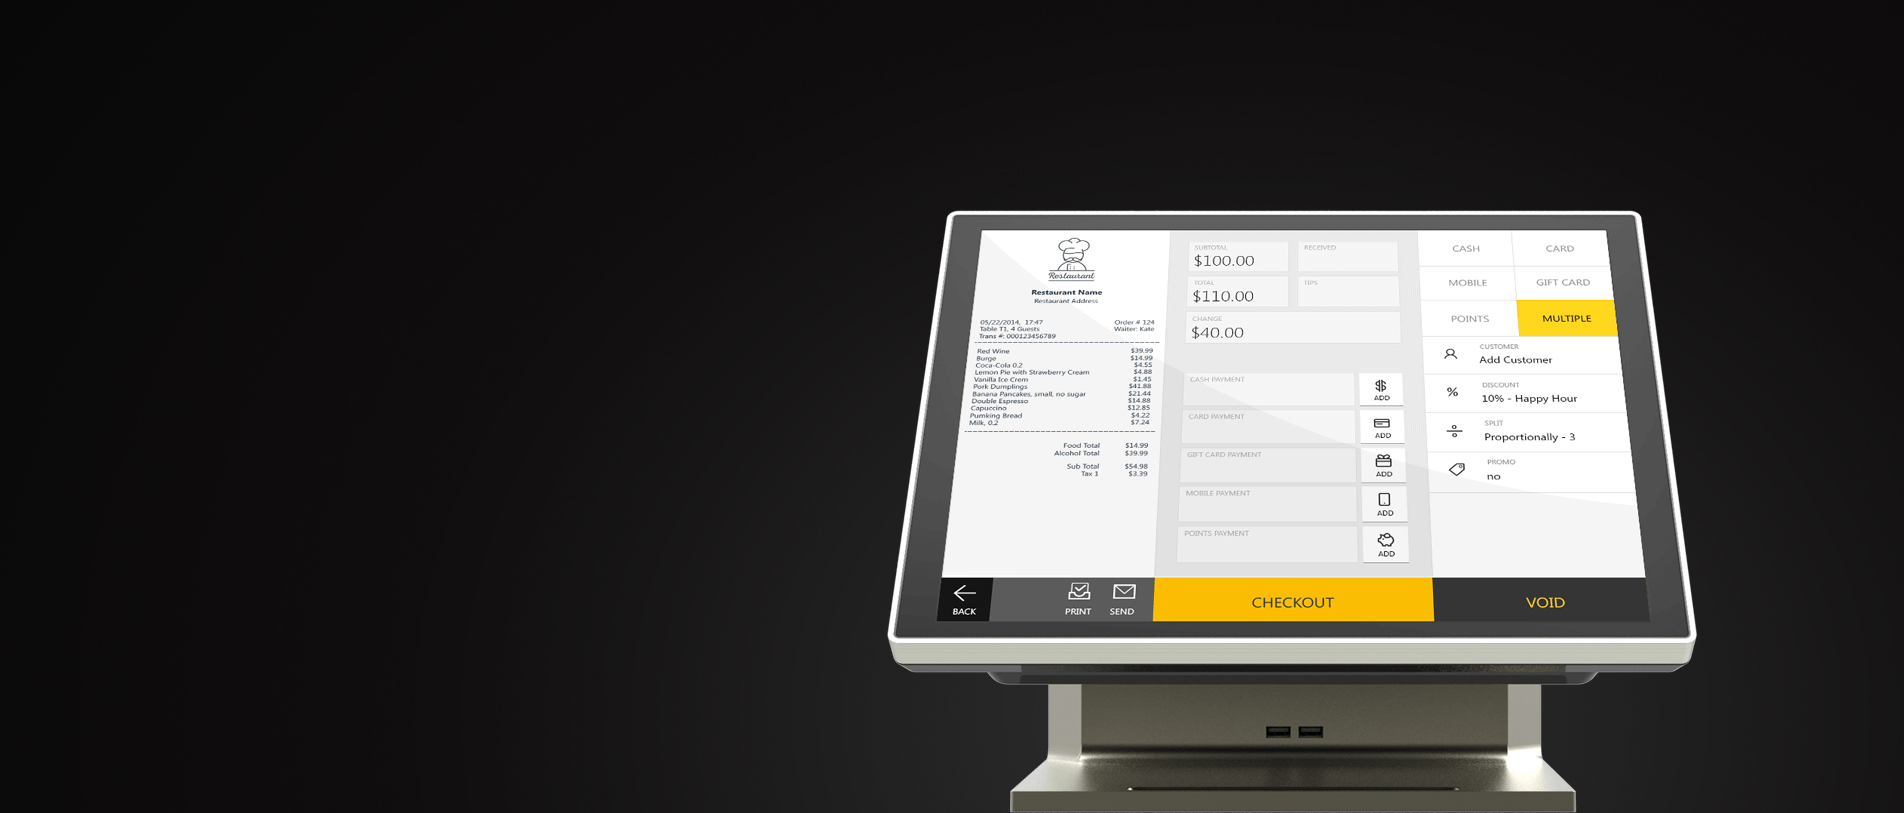 Restaurant
Restaurant Name
Restaurant Address
05/22/2014, 17:47 Order # 124
Table T1, 4 Guests Waiter: Kate
Trans #: 000123456789
Red Wine $39.99
Burge $14.99
Coca-Cola 0.2 $4.55
Lemon Pie with Strawberry Cream $4.88
Vanilla Ice Crem $1.45
Pork Dumplings $41.88
Banana Pancakes, small, no sugar $21.44
Double Espresso $14.88
Capuccino $12.85
Pumking Bread $4.22
Milk, 0.2 $7.24
Food Total $14.99
Alcohol Total $39.99
Sub Total $54.98
Tax 1 $3.39
BACK
PRINT
SEND
SUBTOTAL
$100.00
RECEIVED
TOTAL
$110.00
TIPS
CHANGE
$40.00
CASH PAYMENT
ADD
CARD PAYMENT
ADD
GIFT CARD PAYMENT
ADD
MOBILE PAYMENT
ADD
POINTS PAYMENT
ADD
CHECKOUT
CASH CARD
MOBILE GIFT CARD
POINTS MULTIPLE
CUSTOMER
Add Customer
%
DISCOUNT
10% - Happy Hour
SPLIT
Proportionally - 3
PROMO
no
VOID